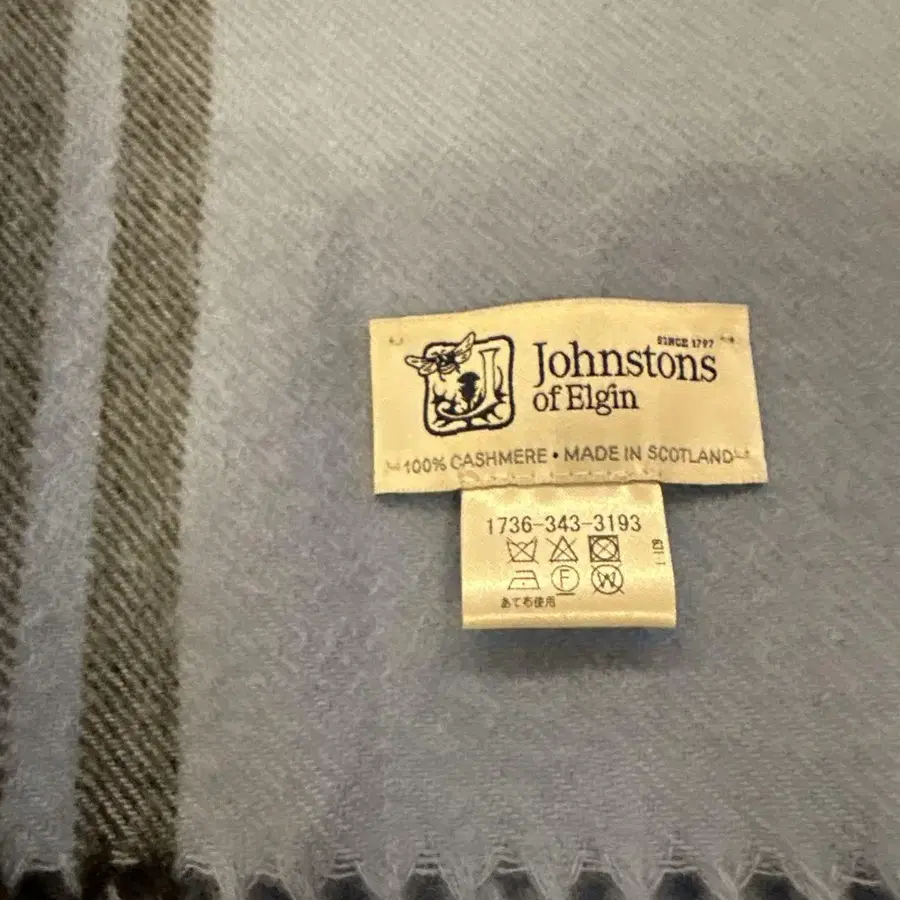 SINCE 1797
Johnstons
of Elgin
100% CASHMERE • MADE IN SCOTLAND
1736-343-3193
F W
あて布使用